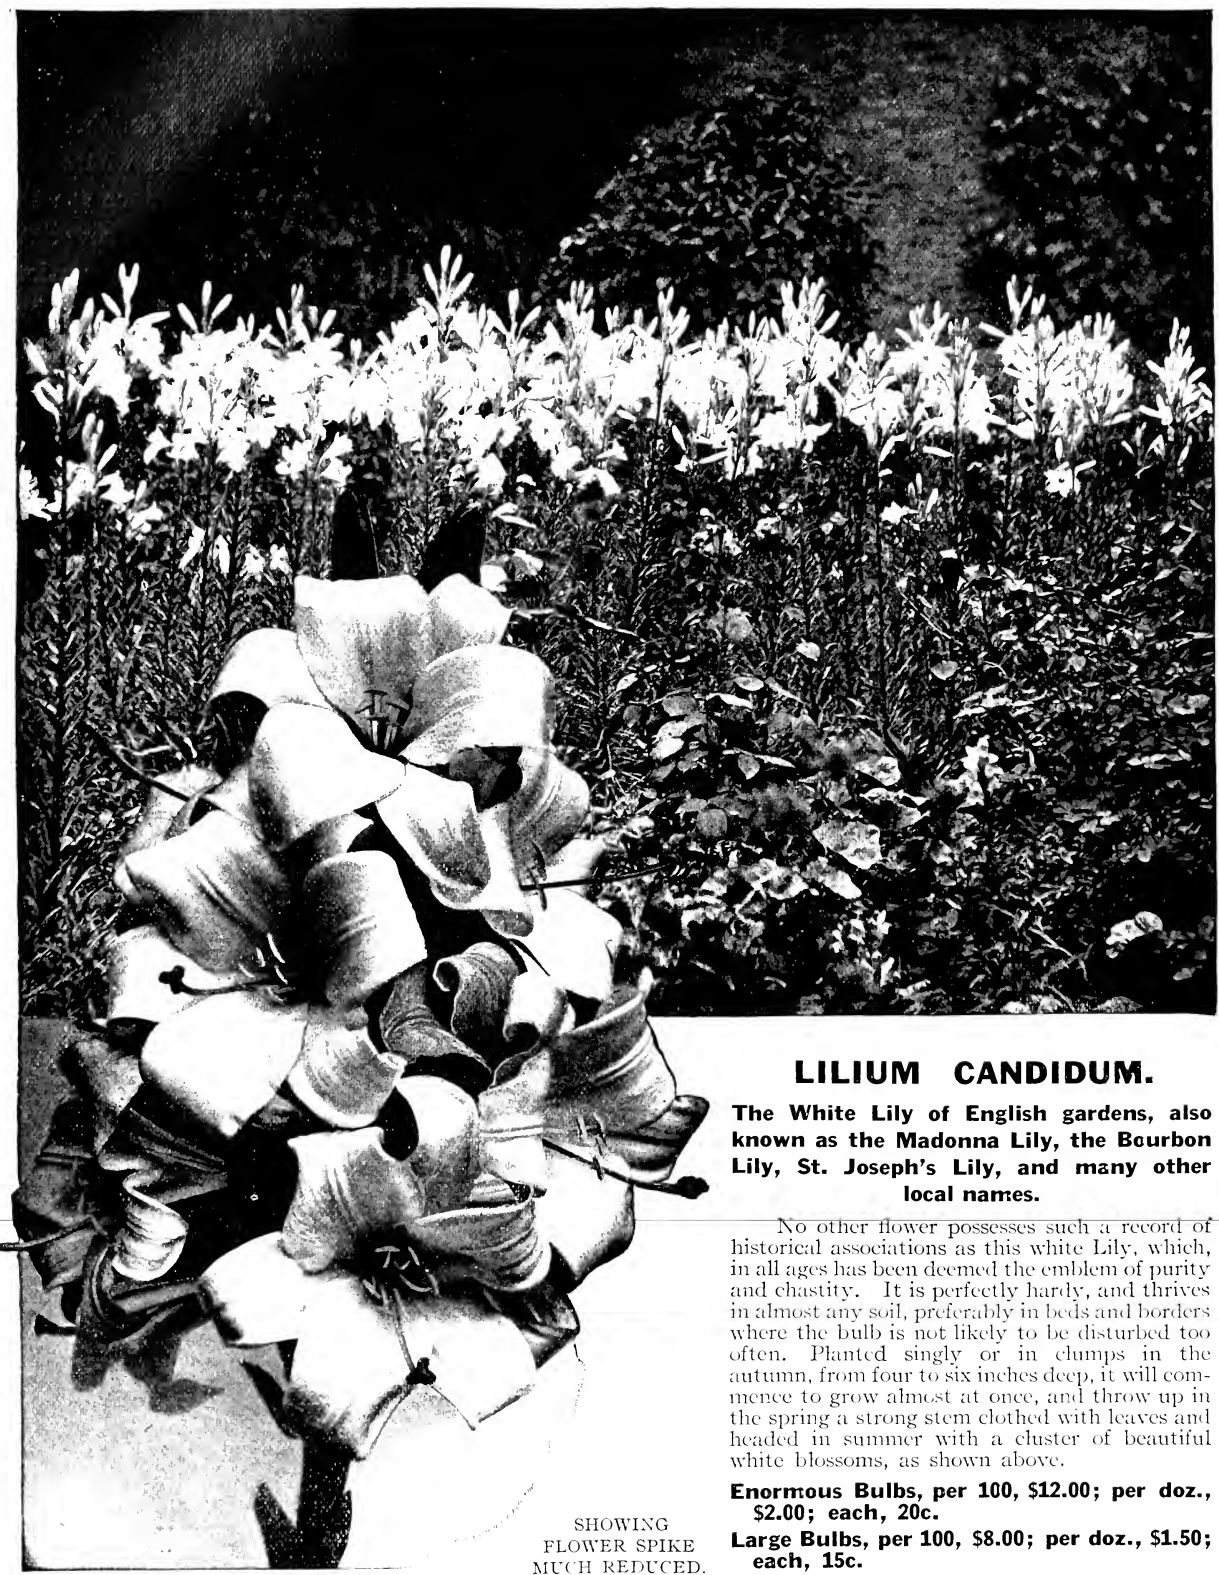 LILIUM CANDIDUM.
The White Lily of English gardens, also
known as the Madonna Lily, the Bourbon
Lily, St. Joseph's Lily, and many other
local names.
No other flower possesses such a record of
historical associations as this white Lily, which,
in all ages has been deemed the emblem of purity
and chastity. It is perfectly hardy, and thrives
in almost any soil, preferably in beds and borders
where the bulb is not likely to be disturbed too
often. Planted singly or in clumps in the
autumn, from four to six inches deep, it will com-
mence to grow almost at once, and throw up in
the spring a strong stem clothed with leaves and
headed in summer with a cluster of beautiful
white blossoms, as shown above.
Enormous Bulbs, per 100, $12.00; per doz.,
$2.00; each, 20c.
Large Bulbs, per 100, $8.00; per doz., $1.50;
each, 15c.
SHOWING
FLOWER SPIKE
MUCH REDUCED.